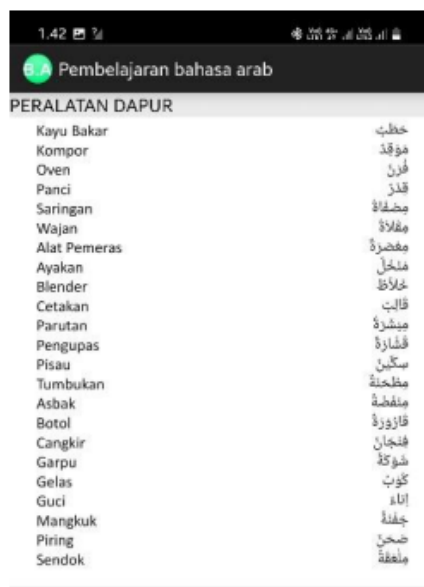 1.42
B.A Pembelajaran bahasa arab
PERALATAN DAPUR
Kayu Bakar حَطَبٌ
Kompor مَوْقِدٌ
Oven فُرْنٌ
Panci قِدْرٌ
Saringan مِصْفَاةٌ
Wajan مِقْلَاةٌ
Alat Pemeras مِعْصَرَةٌ
Ayakan مُنْخُلٌ
Blender خَلَّاطٌ
Cetakan قَالِبٌ
Parutan مِبْشَرَةٌ
Pengupas قَشَّارَةٌ
Pisau سِكِّينٌ
Tumbukan مِطْحَنَةٌ
Asbak مِنْفَضَةٌ
Botol قَارُورَةٌ
Cangkir فِنْجَانٌ
Garpu شَوْكَةٌ
Gelas كُوْبٌ
Guci إِنَاءٌ
Mangkuk جَفْنَةٌ
Piring صَحْنٌ
Sendok مِلْعَقَةٌ